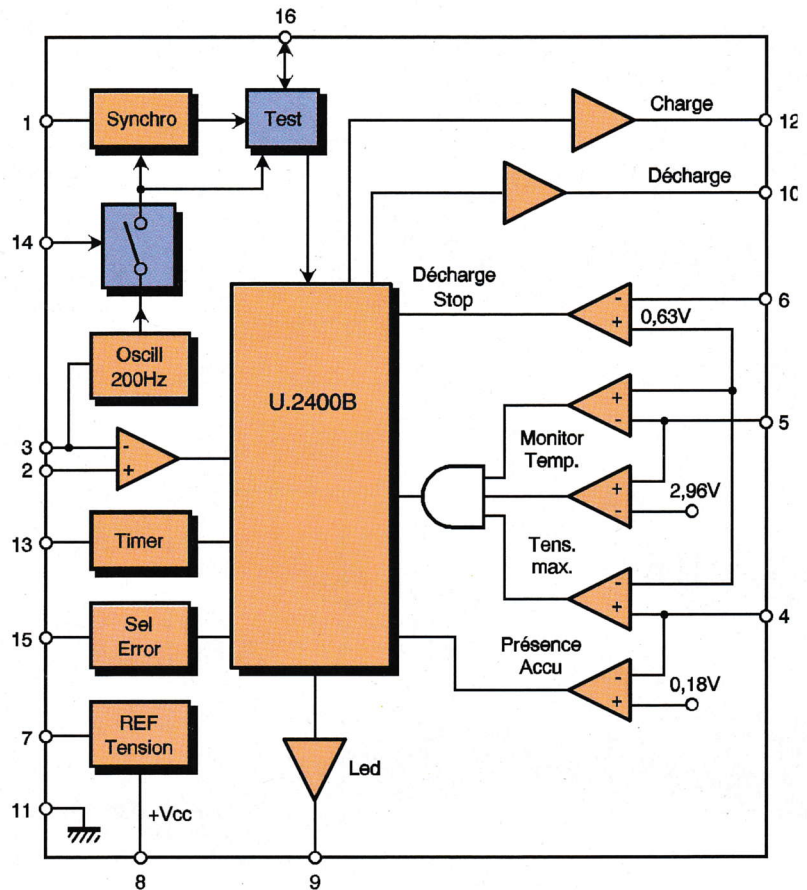 16
1
Synchro
Test
Charge
12
Décharge
10
14
Décharge
Stop
-
+
0,63V
6
Oscill
200Hz
U.2400B
3
2
-
+
Monitor
Temp.
+
-
5
+
-
2,96V
13
Timer
Tens.
max.
-
+
4
15
Sel
Error
Présence
Accu
-
+
0,18V
7
REF
Tension
Led
11
+Vcc
8
9